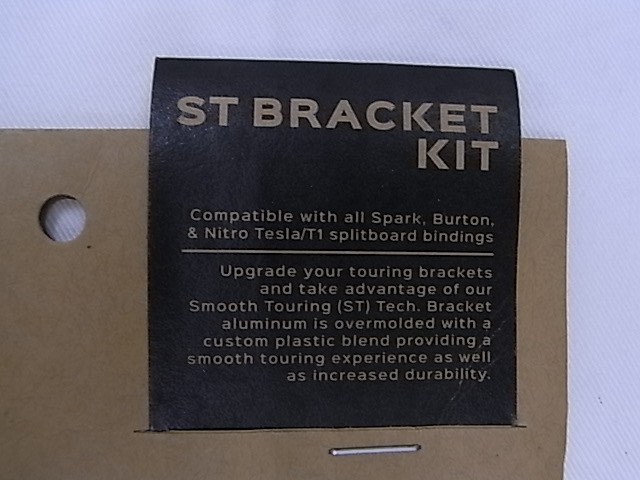 ST BRACKET
KIT
Compatible with all Spark, Burton,
& Nitro Tesla/T1 splitboard bindings
Upgrade your touring brackets
and take advantage of our
Smooth Touring (ST) Tech. Bracket
aluminum is overmolded with a
custom plastic blend providing a
smooth touring experience as well
as increased durability.